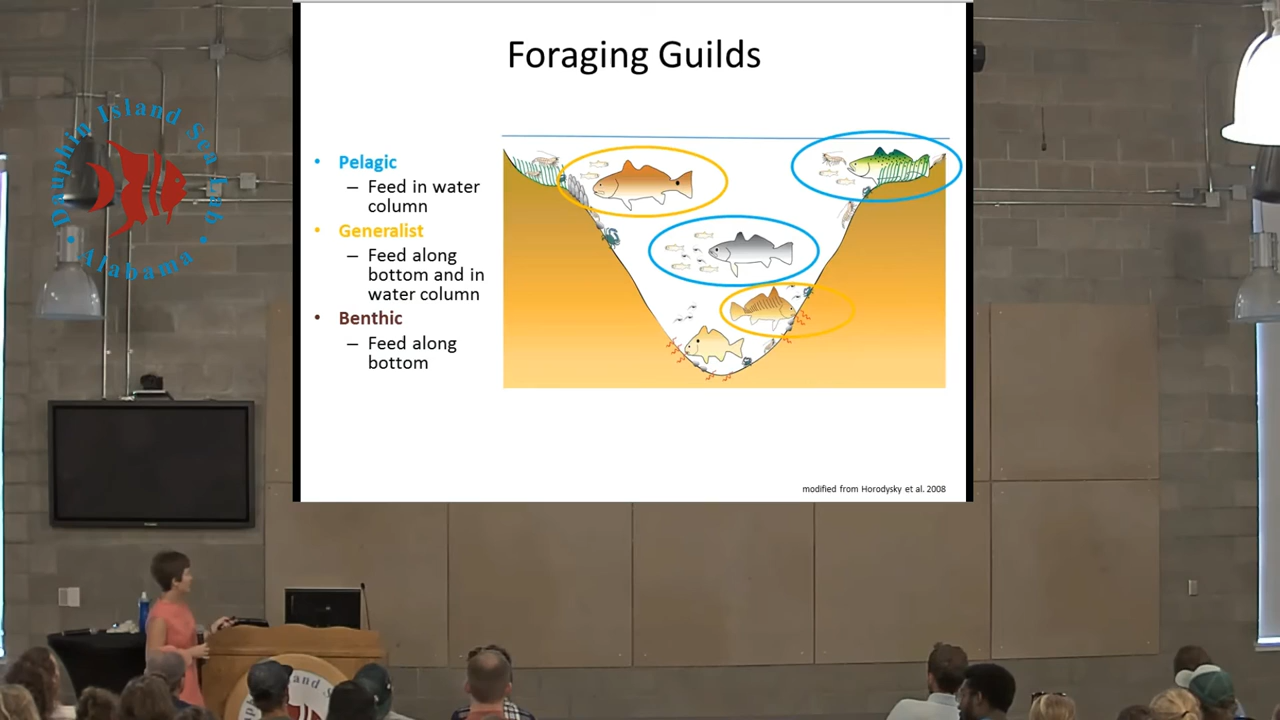 Foraging Guilds
• Pelagic
– Feed in water
column
• Generalist
– Feed along
bottom and in
water column
• Benthic
– Feed along
bottom
modified from Horodysky et al. 2008
Dauphin Island Sea Lab
• Alabama •